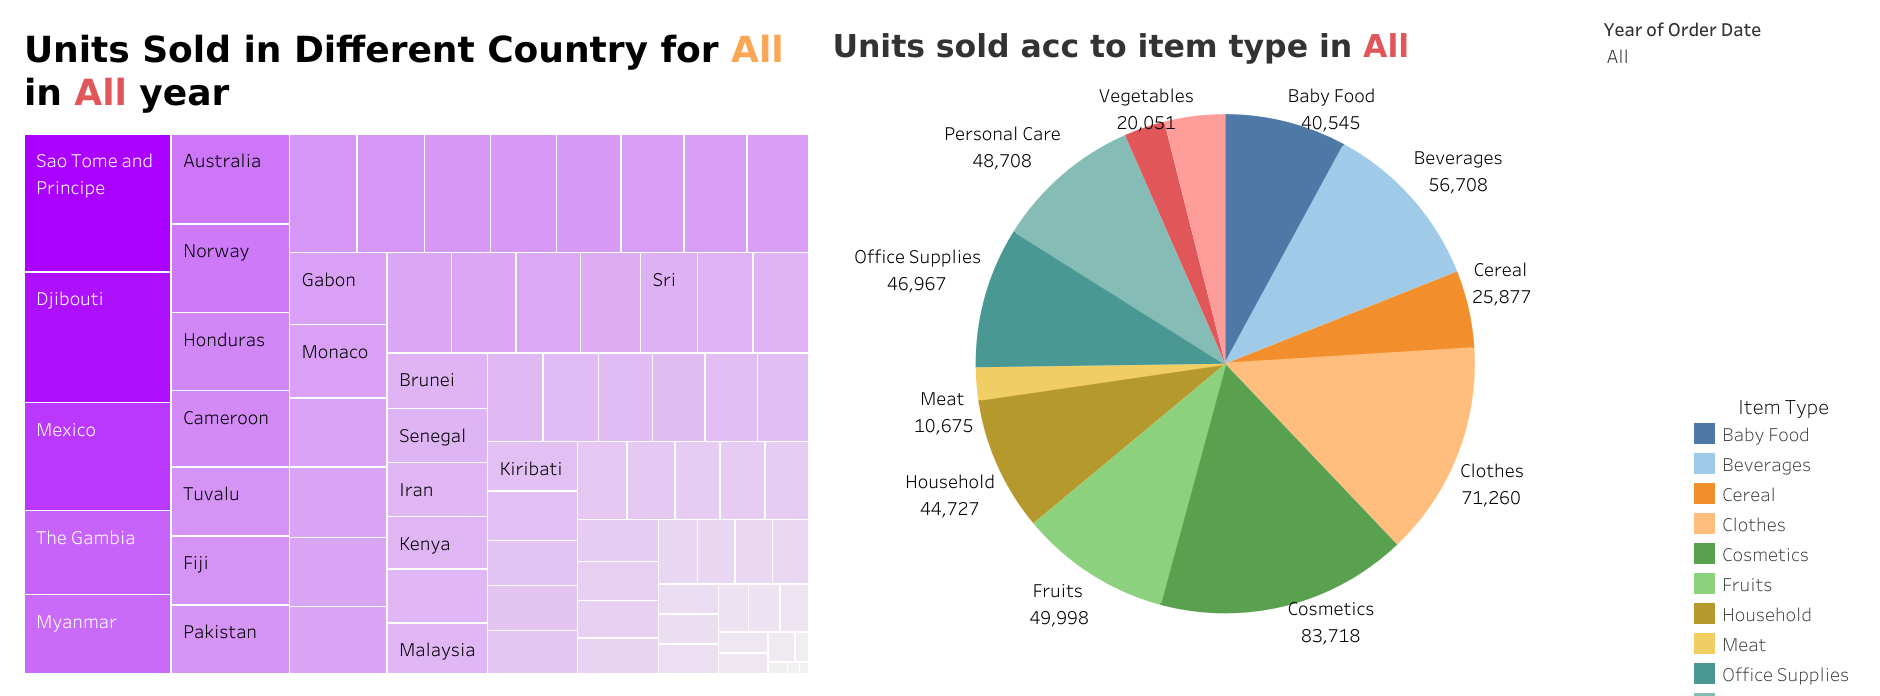 Units Sold in Different Country for All
in All year
Sao Tome and
Principe
Djibouti
Mexico
The Gambia
Myanmar
Australia
Norway
Honduras
Cameroon
Tuvalu
Fiji
Pakistan
Gabon
Monaco
Sri
Brunei
Senegal
Iran
Kenya
Malaysia
Kiribati
Units sold acc to item type in All
Vegetables
20,051
Baby Food
40,545
Personal Care
48,708
Beverages
56,708
Office Supplies
46,967
Cereal
25,877
Meat
10,675
Clothes
71,260
Household
44,727
Fruits
49,998
Cosmetics
83,718
Year of Order Date
All
Item Type
Baby Food
Beverages
Cereal
Clothes
Cosmetics
Fruits
Household
Meat
Office Supplies